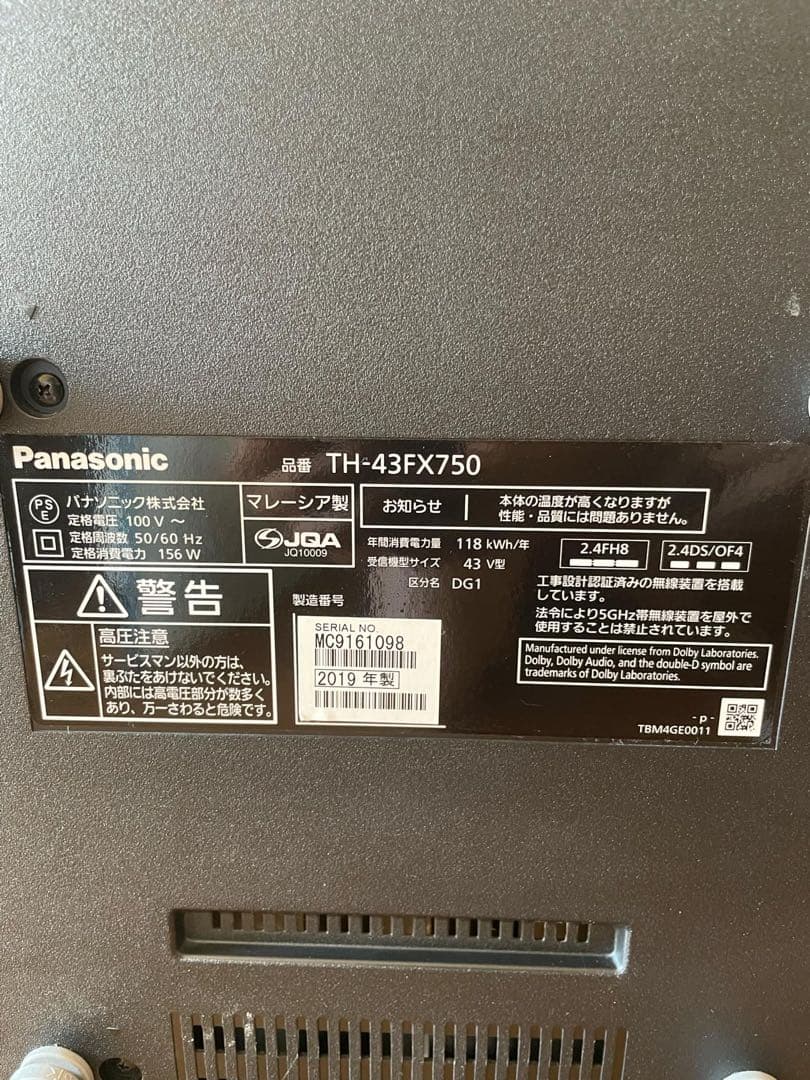 Panasonic
品番 TH-43FX750
PS
E
パナソニック株式会社
定格電圧 100 V ～
定格周波数 50/60 Hz
定格消費電力 156 W
マレーシア製
JQA
JQ10009
お知らせ
本体の温度が高くなりますが
性能・品質には問題ありません。
年間消費電力量 118 kWh/年
受信機型サイズ 43 V型
区分名 DG1
2.4FH8
2.4DS/OF4
工事設計認証済みの無線装置を搭載
しています。
法令により5GHz帯無線装置を屋外で
使用することは禁止されています。
警告
高圧注意
サービスマン以外の方は、
裏ぶたをあけないでください。
内部には高電圧部分が数多く
あり、万一さわると危険です。
製造番号
SERIAL NO.
MC9161098
2019 年製
Manufactured under license from Dolby Laboratories.
Dolby, Dolby Audio, and the double-D symbol are
trademarks of Dolby Laboratories.
- p -
TBM4GE0011